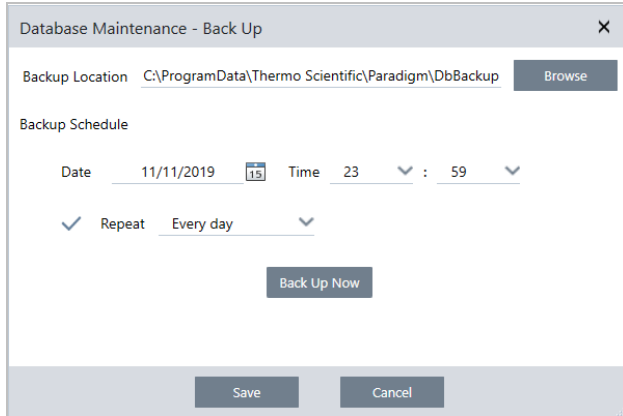 Database Maintenance - Back Up
Backup Location C:\ProgramData\Thermo Scientific\Paradigm\DbBackup Browse
Backup Schedule
Date 11/11/2019 15 Time 23 : 59
Repeat Every day
Back Up Now
Save Cancel